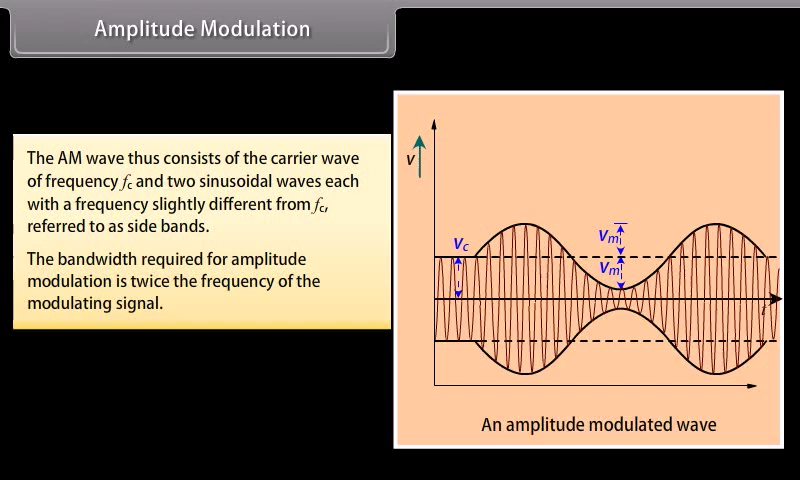 Amplitude Modulation
The AM wave thus consists of the carrier wave
of frequency fc and two sinusoidal waves each
with a frequency slightly different from fc,
referred to as side bands.
The bandwidth required for amplitude
modulation is twice the frequency of the
modulating signal.
v
Vc
Vm
Vm
t
An amplitude modulated wave